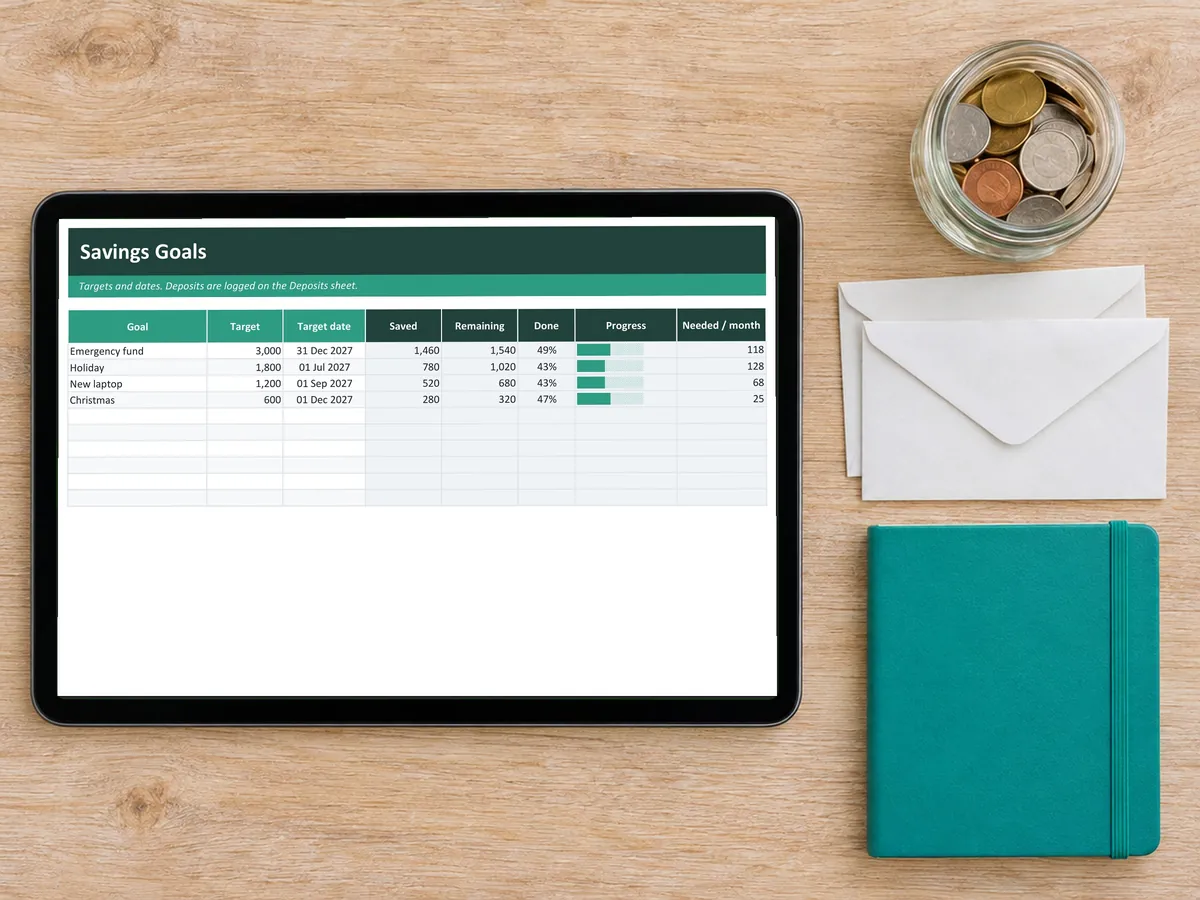 Savings Goals
Targets and dates. Deposits are logged on the Deposits sheet.
Goal Target Target date Saved Remaining Done Progress Needed / month
Emergency fund 3,000 31 Dec 2027 1,460 1,540 49% 118
Holiday 1,800 01 Jul 2027 780 1,020 43% 128
New laptop 1,200 01 Sep 2027 520 680 43% 68
Christmas 600 01 Dec 2027 280 320 47% 25